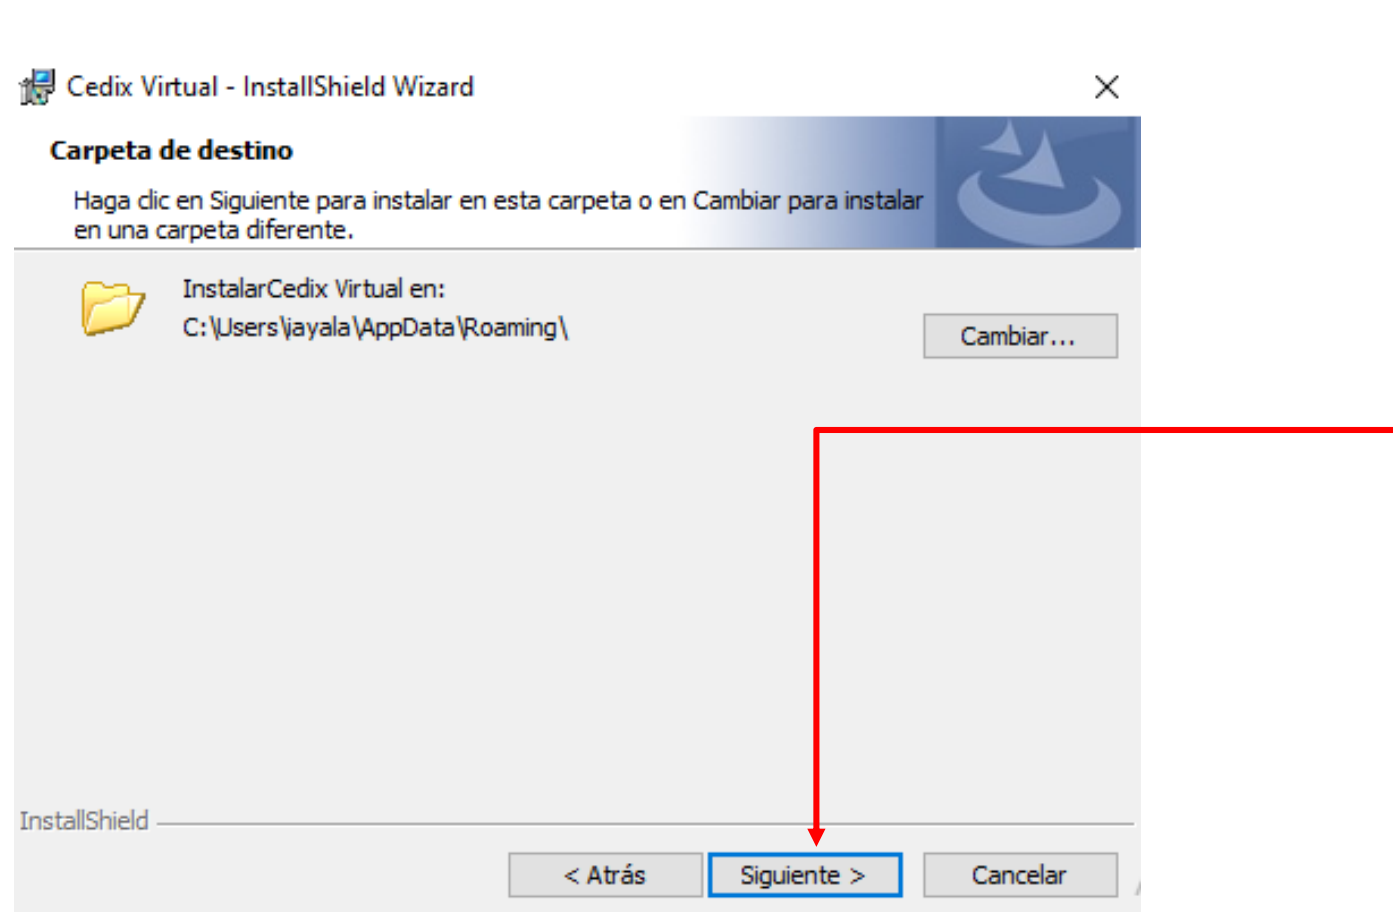 Cedix Virtual - InstallShield Wizard
Carpeta de destino
Haga clic en Siguiente para instalar en esta carpeta o en Cambiar para instalar
en una carpeta diferente.
InstalarCedix Virtual en:
C:\Users\jayala\AppData\Roaming\
Cambiar...
InstallShield
< Atrás
Siguiente >
Cancelar